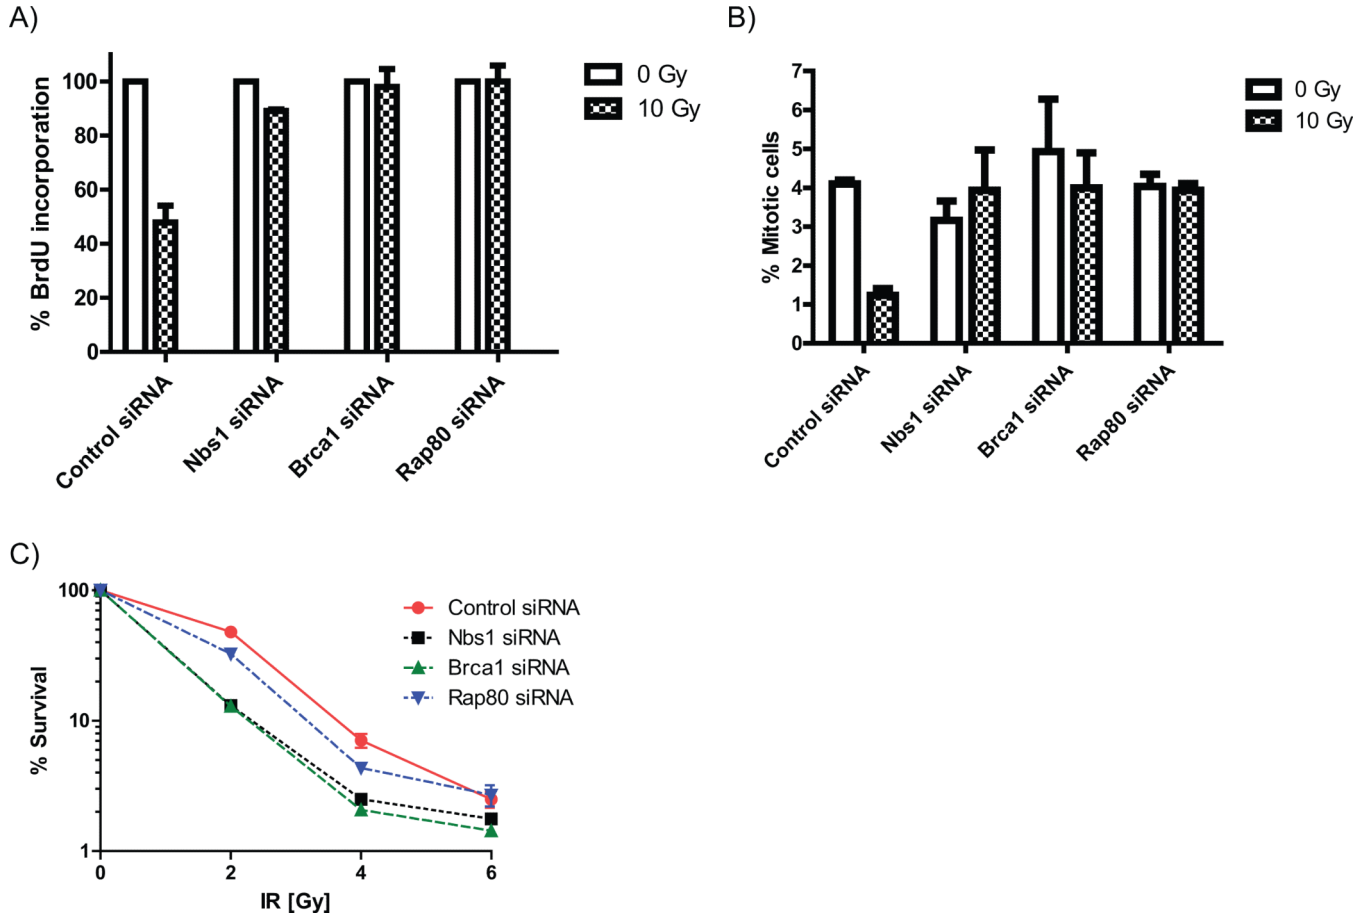 A)
% BrdU incorporation
100
80
60
40
20
0
Control siRNA
Nbs1 siRNA
Brca1 siRNA
Rap80 siRNA
0 Gy
10 Gy
B)
% Mitotic cells
7
6
5
4
3
2
1
0
Control siRNA
Nbs1 siRNA
Brca1 siRNA
Rap80 siRNA
0 Gy
10 Gy
C)
% Survival
100
10
1
0
2
4
6
IR [Gy]
Control siRNA
Nbs1 siRNA
Brca1 siRNA
Rap80 siRNA